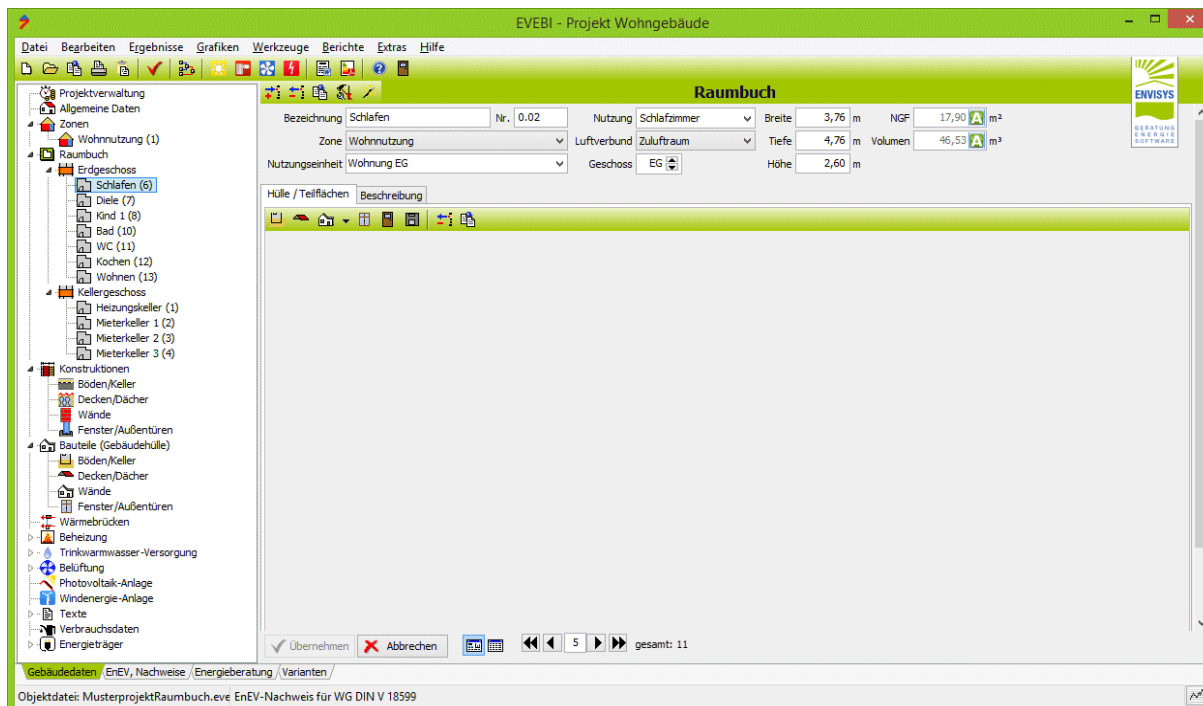 EVEBI - Projekt Wohngebäude
Datei Bearbeiten Ergebnisse Grafiken Werkzeuge Berichte Extras Hilfe
Raumbuch
ENVISYS
BERATUNG
ENERGIE
SOFTWARE
Projektverwaltung
Allgemeine Daten
Zonen
Wohnnutzung (1)
Raumbuch
Erdgeschoss
Schlafen (6)
Diele (7)
Kind 1 (8)
Bad (10)
WC (11)
Kochen (12)
Wohnen (13)
Kellergeschoss
Heizungskeller (1)
Mieterkeller 1 (2)
Mieterkeller 2 (3)
Mieterkeller 3 (4)
Konstruktionen
Böden/Keller
Decken/Dächer
Wände
Fenster/Außentüren
Bauteile (Gebäudehülle)
Böden/Keller
Decken/Dächer
Wände
Fenster/Außentüren
Wärmebrücken
Beheizung
Trinkwarmwasser-Versorgung
Belüftung
Photovoltaik-Anlage
Windenergie-Anlage
Texte
Verbrauchsdaten
Energieträger
Bezeichnung Schlafen Nr. 0.02 Nutzung Schlafzimmer Breite 3,76 m NGF 17,90 A m²
Zone Wohnnutzung Luftverbund Zuluftraum Tiefe 4,76 m Volumen 46,53 A m³
Nutzungseinheit Wohnung EG Geschoss EG Höhe 2,60 m
Hülle / Teilflächen Beschreibung
Übernehmen Abbrechen 5 gesamt: 11
Gebäudedaten EnEV, Nachweise Energieberatung Varianten
Objektdatei: MusterprojektRaumbuch.eve EnEV-Nachweis für WG DIN V 18599